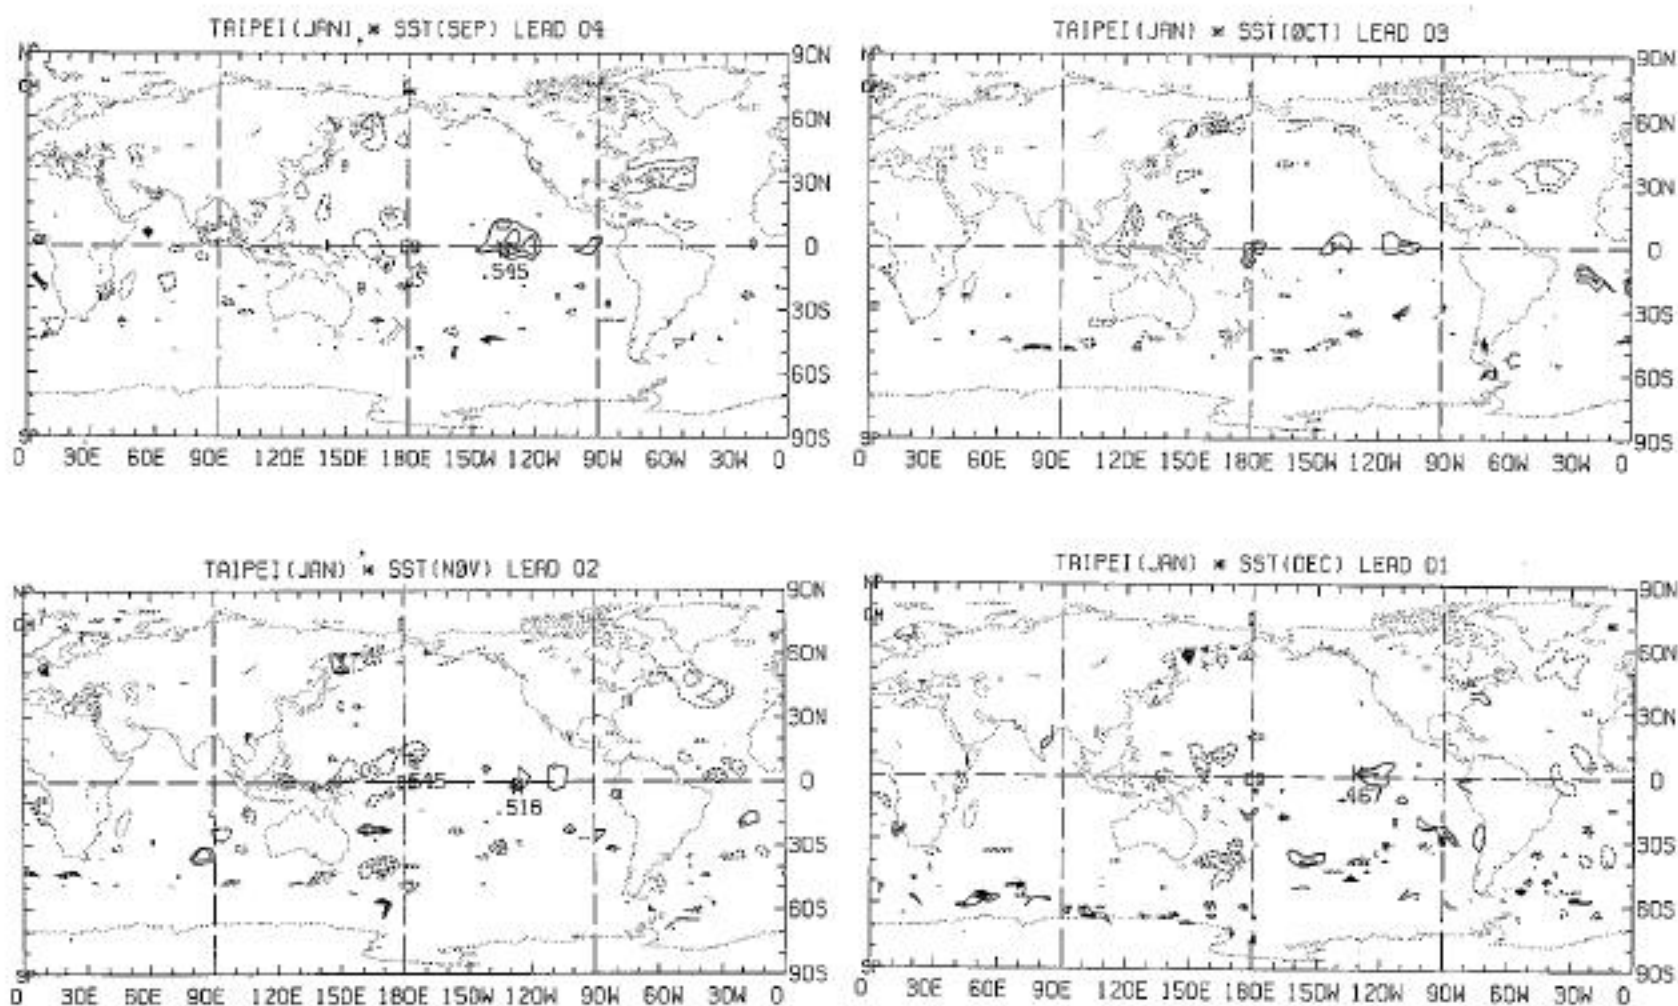 TAIPEI(JAN) * SST(SEP) LEAD 04
90N
60N
30N
0
30S
60S
90S
0 30E 60E 90E 120E 150E 180E 150W 120W 90W 60W 30W 0
.545
TAIPEI(JAN) * SST(OCT) LEAD 03
90N
60N
30N
0
30S
60S
90S
0 30E 60E 90E 120E 150E 180E 150W 120W 90W 60W 30W 0
TAIPEI(JAN) * SST(NOV) LEAD 02
90N
60N
30N
0
30S
60S
90S
0 30E 60E 90E 120E 150E 180E 150W 120W 90W 60W 30W 0
.545
.516
TAIPEI(JAN) * SST(DEC) LEAD 01
90N
60N
30N
0
30S
60S
90S
0 30E 60E 90E 120E 150E 180E 150W 120W 90W 60W 30W 0
.467